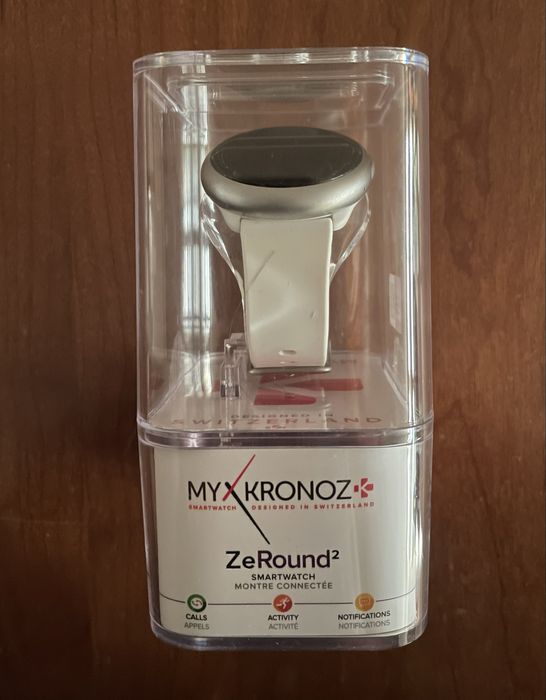 DESIGNED IN
SWITZERLAND
MYKRONOZ
SMARTWATCH DESIGNED IN SWITZERLAND
ZeRound²
SMARTWATCH
MONTRE CONNECTÉE
CALLS ACTIVITY NOTIFICATIONS
APPELS ACTIVITÉ NOTIFICATIONS